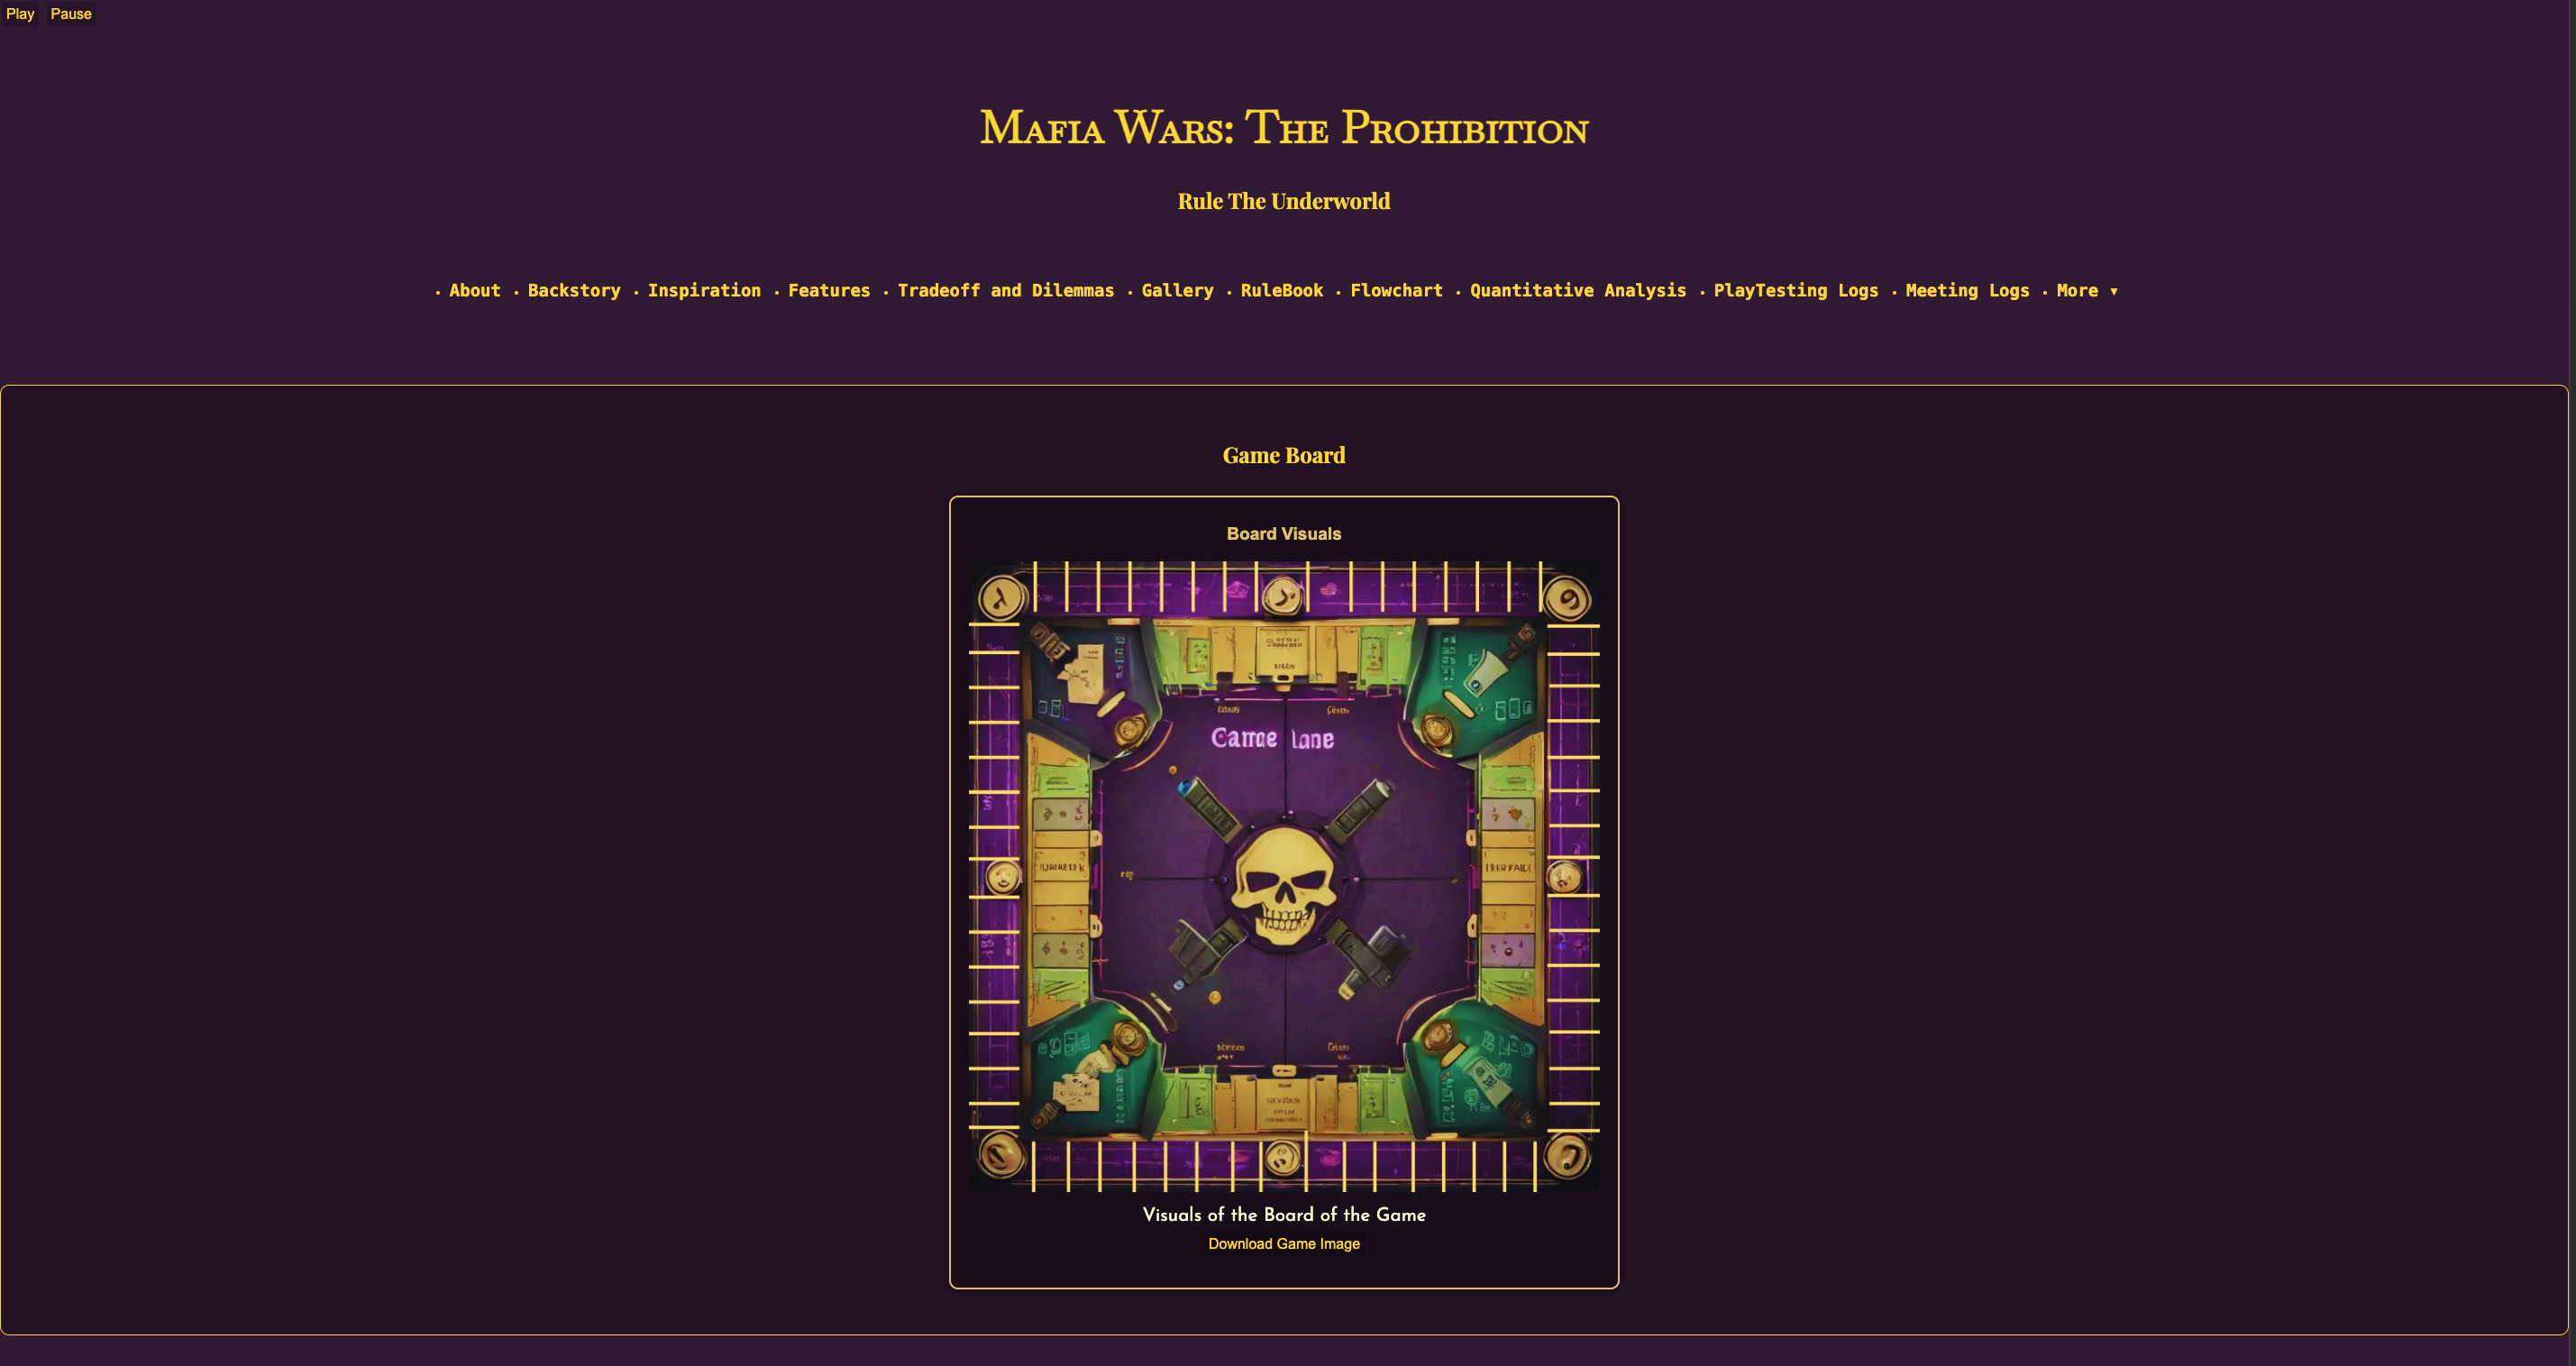 Play Pause
Mafia Wars: The Prohibition
Rule The Underworld
• About • Backstory • Inspiration • Features • Tradeoff and Dilemmas • Gallery • RuleBook • Flowchart • Quantitative Analysis • PlayTesting Logs • Meeting Logs • More ▾
Game Board
Board Visuals
Visuals of the Board of the Game
Download Game Image